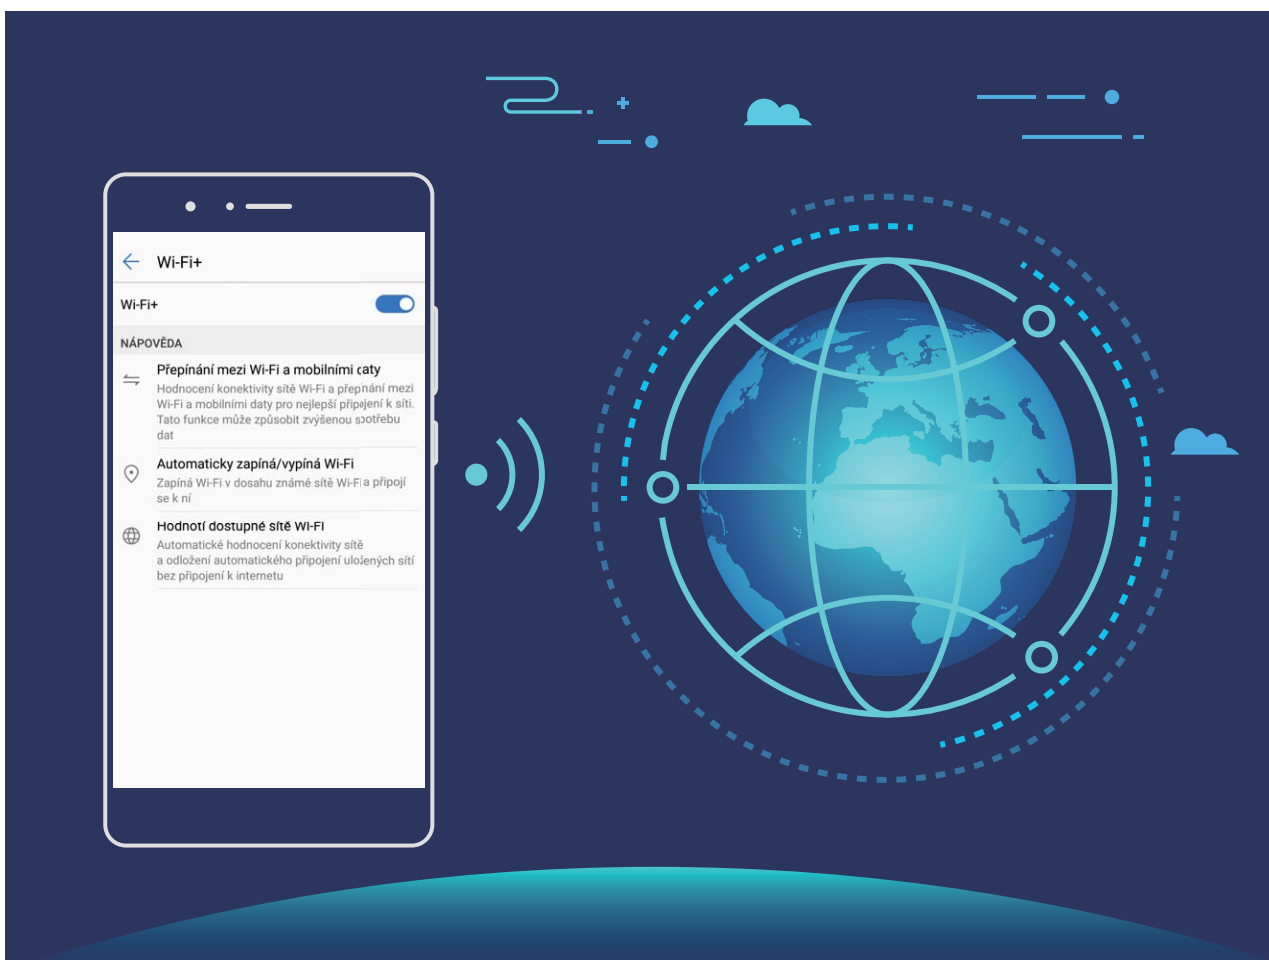 Wi-Fi+
Wi-Fi+
NÁPOVĚDA
Přepínání mezi Wi-Fi a mobilními daty
Hodnocení konektivity sítě Wi-Fi a přepínání mezi
Wi-Fi a mobilními daty pro nejlepší připojení k síti.
Tato funkce může způsobit zvýšenou spotřebu
dat
Automaticky zapíná/vypíná Wi-Fi
Zapíná Wi-Fi v dosahu známé sítě Wi-Fi a připojí
se k ní
Hodnotí dostupné sítě Wi-Fi
Automatické hodnocení konektivity sítě
a odložení automatického připojení uložených sítí
bez připojení k internetu